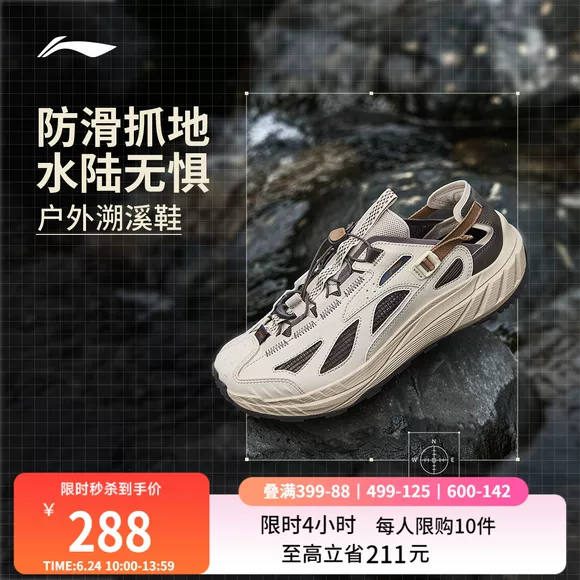 防滑抓地
水陆无惧
户外溯溪鞋
N
W E
限时秒杀到手价
¥288
TIME:6.24 10:00-13:59
叠满399-88 | 499-125 | 600-142
限时4小时 每人限购10件
至高立省211元